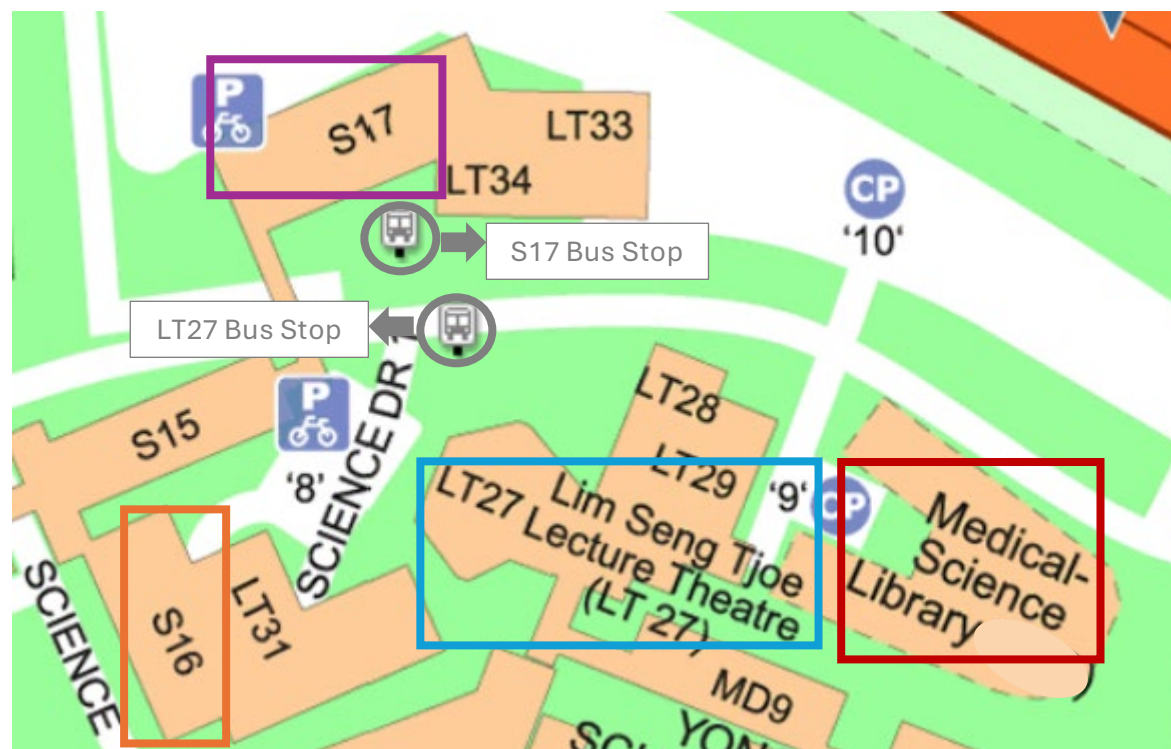 P
S17
LT33
LT34
CP
'10'
S17 Bus Stop
LT27 Bus Stop
P
S15
'8'
SCIENCE DR 1
LT28
LT29
'9'
CP
LT27
Lim Seng Tjoe
Lecture Theatre
(LT 27)
Medical-
Science
Library
)
S16
LT31
SCIENCE
MD9